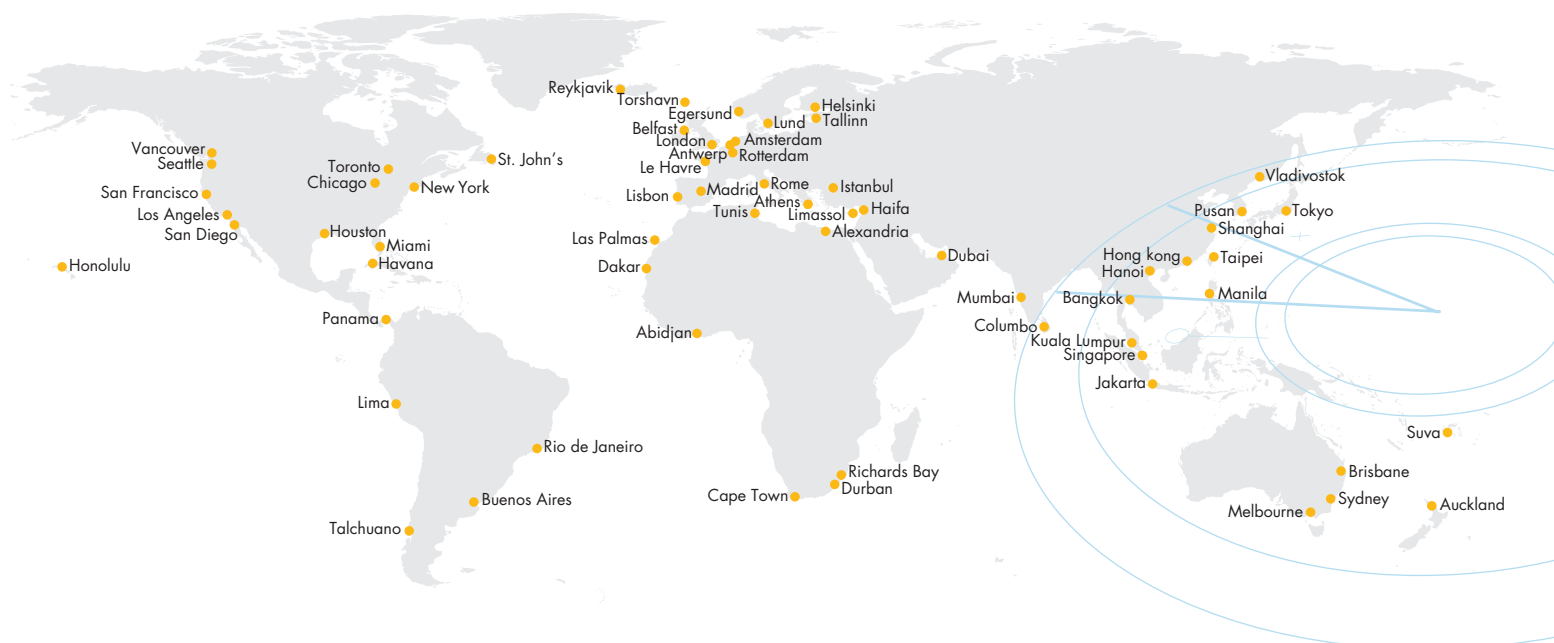 Reykjavik
Torshavn
Egersund
Helsinki
Tallinn
Lund
Belfast
London
Amsterdam
Antwerp
Rotterdam
Le Havre
Vancouver
Seattle
Toronto
Chicago
St. John's
New York
San Francisco
Los Angeles
San Diego
Houston
Miami
Havana
Honolulu
Panama
Lima
Rio de Janeiro
Buenos Aires
Talchuano
Lisbon
Madrid
Rome
Istanbul
Athens
Tunis
Limassol
Haifa
Alexandria
Las Palmas
Dakar
Abidjan
Dubai
Cape Town
Richards Bay
Durban
Mumbai
Columbo
Vladivostok
Pusan
Tokyo
Shanghai
Hong kong
Hanoi
Taipei
Bangkok
Manila
Kuala Lumpur
Singapore
Jakarta
Suva
Brisbane
Sydney
Melbourne
Auckland